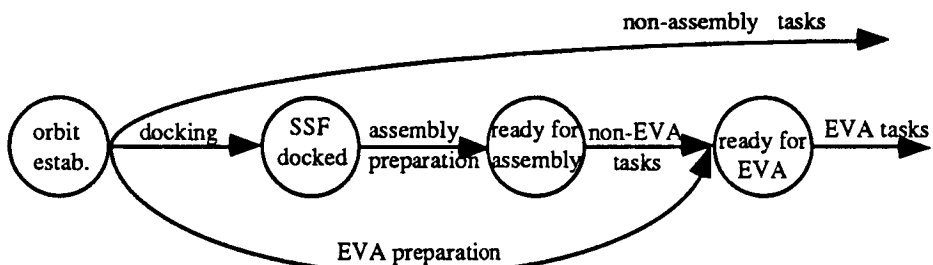 non-assembly tasks
orbit
estab.
docking
SSF
docked
assembly
preparation
ready for
assembly
non-EVA
tasks
ready for
EVA
EVA tasks
EVA preparation